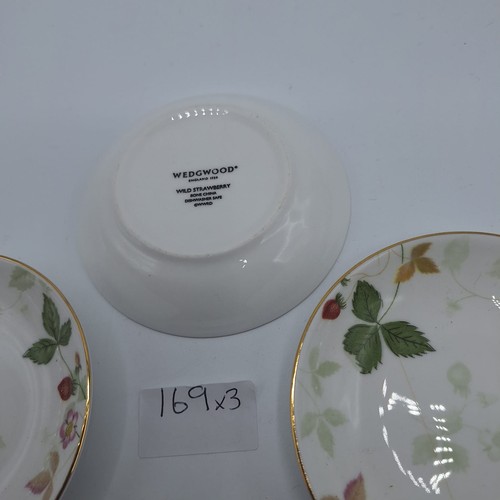 WEDGWOOD®
ENGLAND 1759
WILD STRAWBERRY
BONE CHINA
DISHWASHER SAFE
169x3